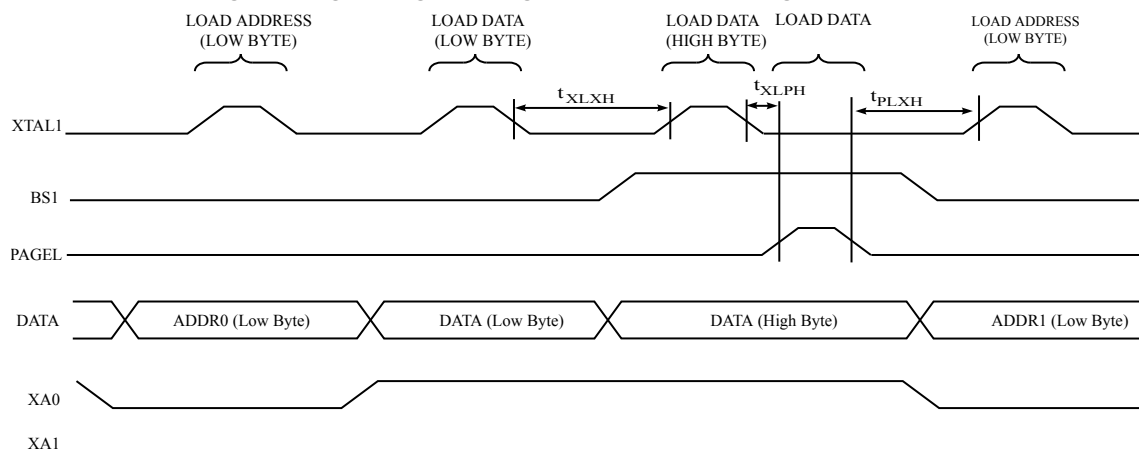 LOAD ADDRESS
(LOW BYTE)
LOAD DATA
(LOW BYTE)
LOAD DATA
(HIGH BYTE)
LOAD DATA
LOAD ADDRESS
(LOW BYTE)
XTAL1
tXLXH
tXLPH
tPLXH
BS1
PAGEL
DATA
ADDR0 (Low Byte)
DATA (Low Byte)
DATA (High Byte)
ADDR1 (Low Byte)
XA0
XA1